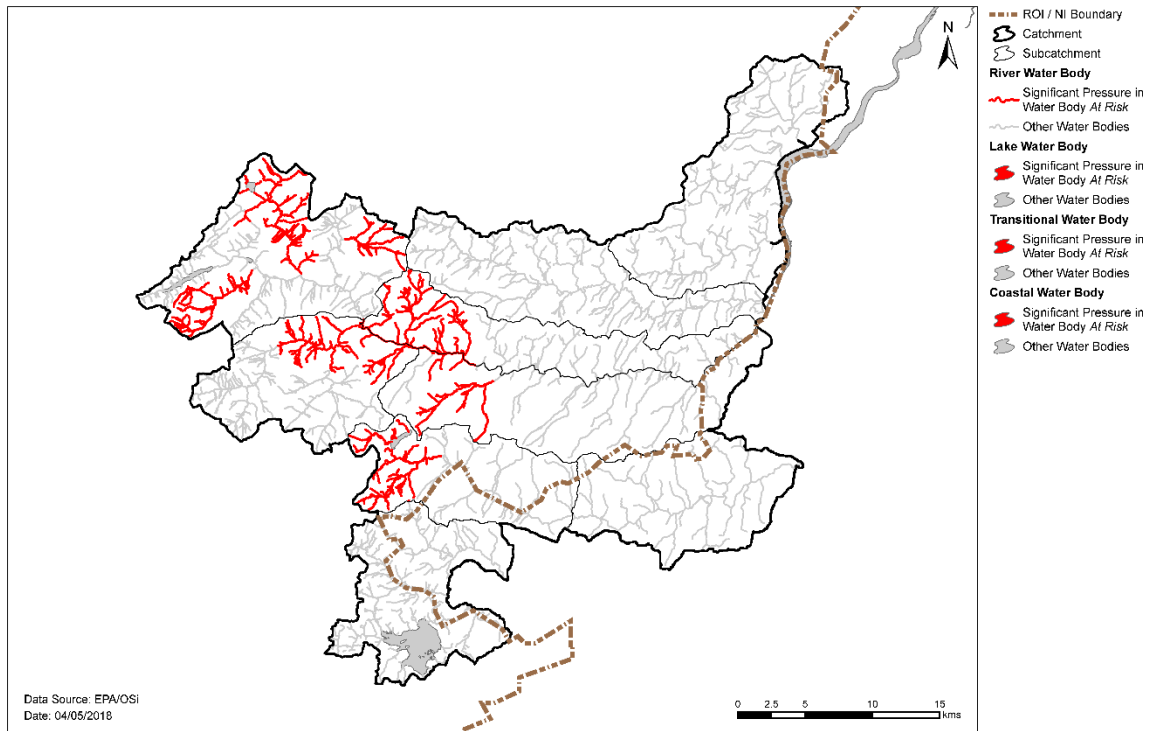 N
Data Source: EPA/OSi
Date: 04/05/2018
0 2.5 5 10 15
kms
ROI / NI Boundary
Catchment
Subcatchment
River Water Body
Significant Pressure in
Water Body At Risk
Other Water Bodies
Lake Water Body
Significant Pressure in
Water Body At Risk
Other Water Bodies
Transitional Water Body
Significant Pressure in
Water Body At Risk
Other Water Bodies
Coastal Water Body
Significant Pressure in
Water Body At Risk
Other Water Bodies